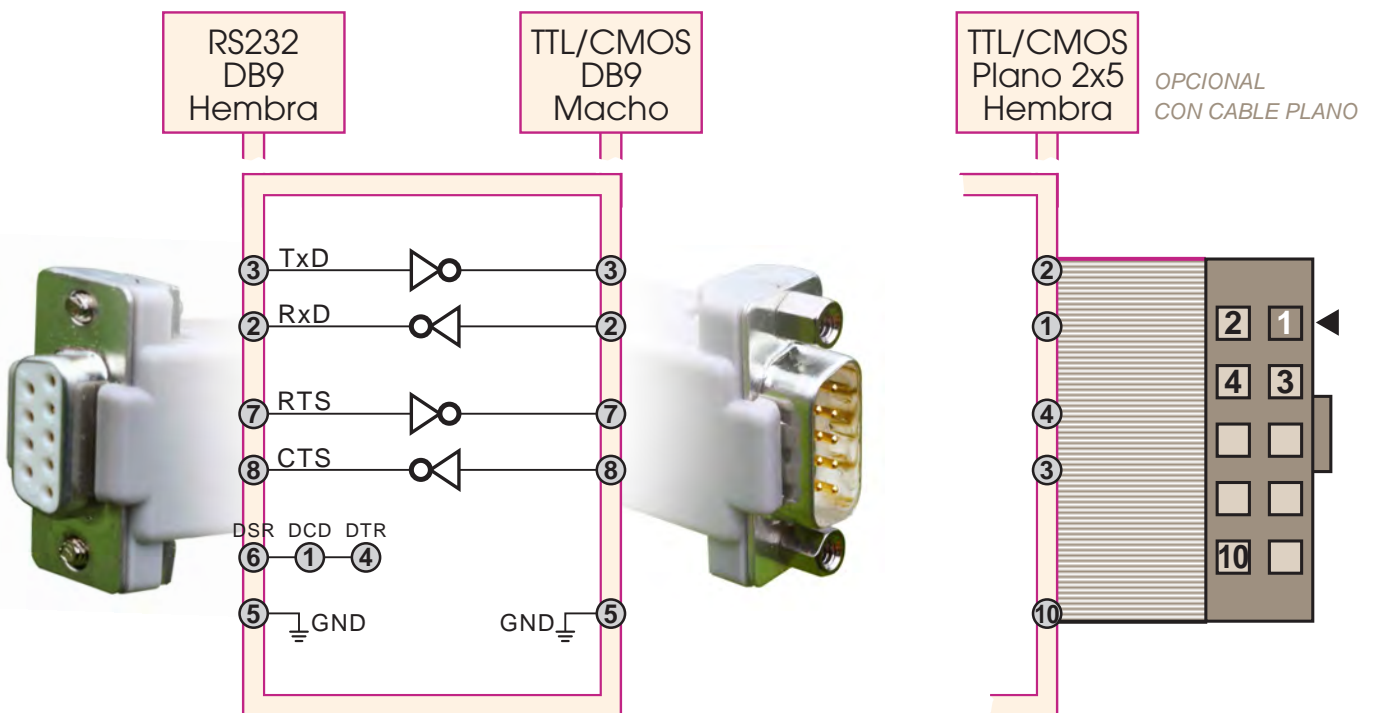 RS232
DB9
Hembra
TTL/CMOS
DB9
Macho
TTL/CMOS
Plano 2x5
Hembra
OPCIONAL
CON CABLE PLANO
3 TxD 3
2 RxD 2
7 RTS 7
8 CTS 8
DSR DCD DTR
6 1 4
5 GND GND 5
2
1
4
3
10
2 1
4 3
10